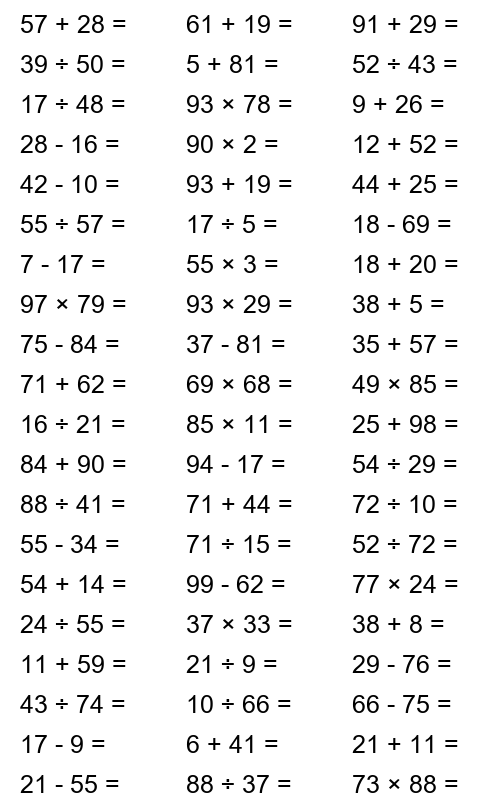 57 + 28 = 61 + 19 = 91 + 29 =
39 ÷ 50 = 5 + 81 = 52 ÷ 43 =
17 ÷ 48 = 93 × 78 = 9 + 26 =
28 - 16 = 90 × 2 = 12 + 52 =
42 - 10 = 93 + 19 = 44 + 25 =
55 ÷ 57 = 17 ÷ 5 = 18 - 69 =
7 - 17 = 55 × 3 = 18 + 20 =
97 × 79 = 93 × 29 = 38 + 5 =
75 - 84 = 37 - 81 = 35 + 57 =
71 + 62 = 69 × 68 = 49 × 85 =
16 ÷ 21 = 85 × 11 = 25 + 98 =
84 + 90 = 94 - 17 = 54 ÷ 29 =
88 ÷ 41 = 71 + 44 = 72 ÷ 10 =
55 - 34 = 71 ÷ 15 = 52 ÷ 72 =
54 + 14 = 99 - 62 = 77 × 24 =
24 ÷ 55 = 37 × 33 = 38 + 8 =
11 + 59 = 21 ÷ 9 = 29 - 76 =
43 ÷ 74 = 10 ÷ 66 = 66 - 75 =
17 - 9 = 6 + 41 = 21 + 11 =
21 - 55 = 88 ÷ 37 = 73 × 88 =